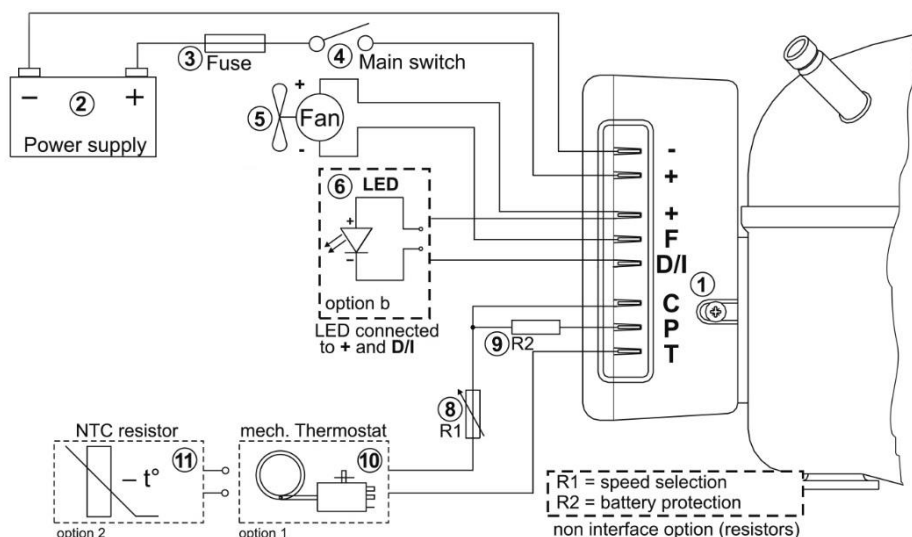 ③ Fuse
④ Main switch
− ② +
Power supply
⑤ + Fan -
⑥ LED
+
−
option b
LED connected
to + and D/I
-
+
+
F
D/I
C
P
T
①
⑨ R2
⑧
R1
NTC resistor
⑪
− t°
option 2
mech. Thermostat
⑩
option 1
R1 = speed selection
R2 = battery protection
non interface option (resistors)